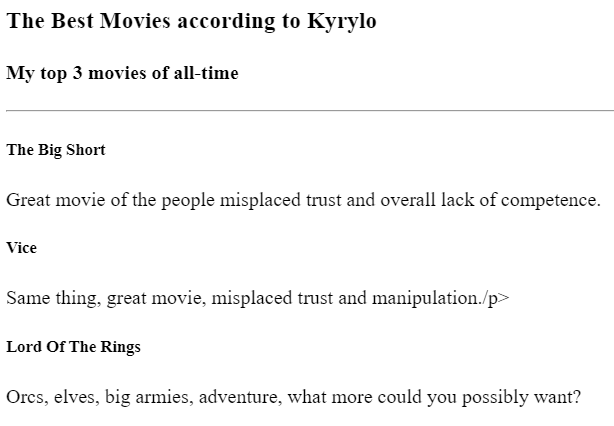 The Best Movies according to Kyrylo
My top 3 movies of all-time
The Big Short
Great movie of the people misplaced trust and overall lack of competence.
Vice
Same thing, great movie, misplaced trust and manipulation./p>
Lord Of The Rings
Orcs, elves, big armies, adventure, what more could you possibly want?